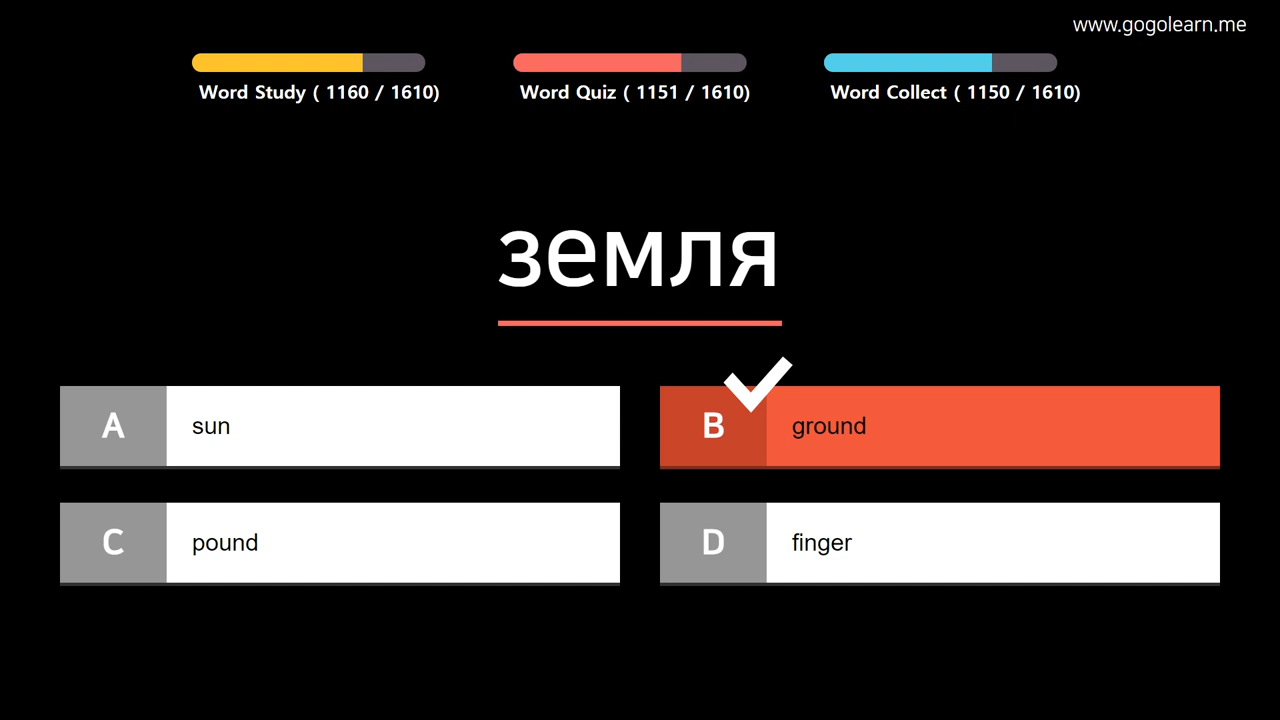 www.gogolearn.me
Word Study ( 1160 / 1610)
Word Quiz ( 1151 / 1610)
Word Collect ( 1150 / 1610)
земля
A sun
B ground
C pound
D finger